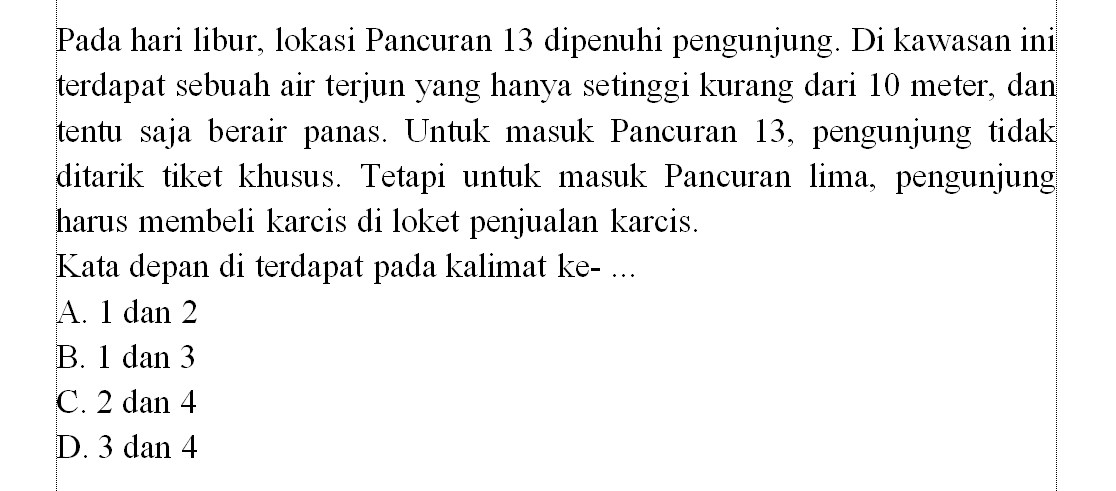 Pada hari libur, lokasi Pancuran 13 dipenuhi pengunjung. Di kawasan ini
terdapat sebuah air terjun yang hanya setinggi kurang dari 10 meter, dan
tentu saja berair panas. Untuk masuk Pancuran 13, pengunjung tidak
ditarik tiket khusus. Tetapi untuk masuk Pancuran lima, pengunjung
harus membeli karcis di loket penjualan karcis.
Kata depan di terdapat pada kalimat ke- ...
A. 1 dan 2
B. 1 dan 3
C. 2 dan 4
D. 3 dan 4